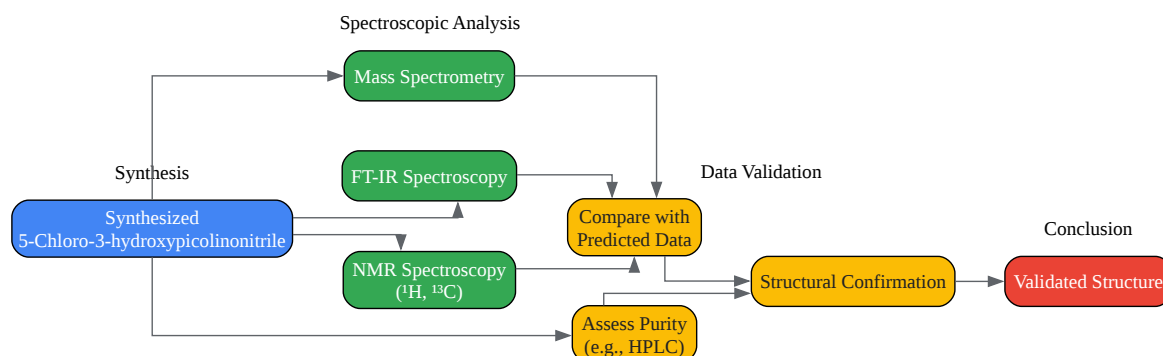 Spectroscopic Analysis
Mass Spectrometry
Synthesis
FT-IR Spectroscopy
Data Validation
Synthesized
5-Chloro-3-hydroxypicolinonitrile
Compare with
Predicted Data
Conclusion
NMR Spectroscopy
(¹H, ¹³C)
Structural Confirmation
Validated Structure
Assess Purity
(e.g., HPLC)